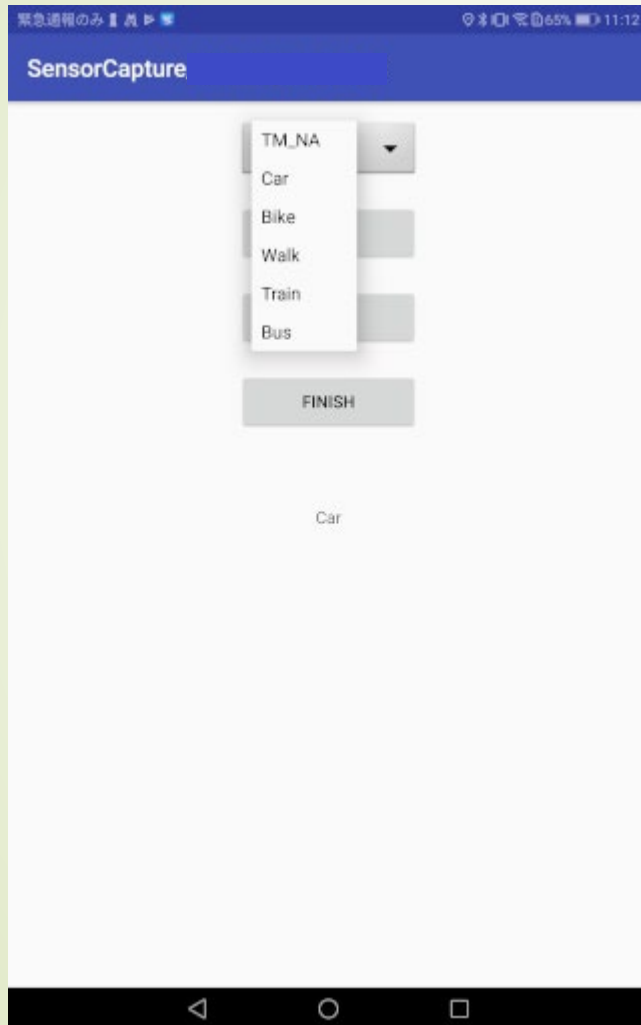 緊急通報のみ 65% 11:12
SensorCapture
TM_NA
Car
Bike
Walk
Train
Bus
FINISH
Car